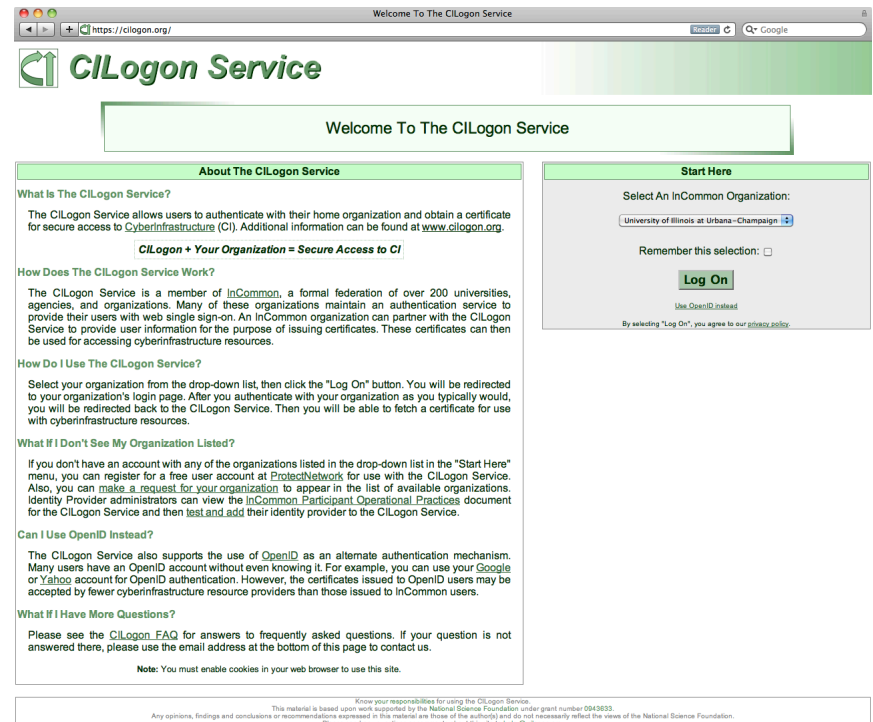 Welcome To The CILogon Service
https://cilogon.org/
Reader
Google
CILogon Service
Welcome To The CILogon Service
About The CILogon Service
What Is The CILogon Service?
The CILogon Service allows users to authenticate with their home organization and obtain a certificate
for secure access to CyberInfrastructure (CI). Additional information can be found at www.cilogon.org.
CILogon + Your Organization = Secure Access to CI
How Does The CILogon Service Work?
The CILogon Service is a member of InCommon, a formal federation of over 200 universities,
agencies, and organizations. Many of these organizations maintain an authentication service to
provide their users with web single sign-on. An InCommon organization can partner with the CILogon
Service to provide user information for the purpose of issuing certificates. These certificates can then
be used for accessing cyberinfrastructure resources.
How Do I Use The CILogon Service?
Select your organization from the drop-down list, then click the "Log On" button. You will be redirected
to your organization's login page. After you authenticate with your organization as you typically would,
you will be redirected back to the CILogon Service. Then you will be able to fetch a certificate for use
with cyberinfrastructure resources.
What If I Don't See My Organization Listed?
If you don't have an account with any of the organizations listed in the drop-down list in the "Start Here"
menu, you can register for a free user account at ProtectNetwork for use with the CILogon Service.
Also, you can make a request for your organization to appear in the list of available organizations.
Identity Provider administrators can view the InCommon Participant Operational Practices document
for the CILogon Service and then test and add their identity provider to the CILogon Service.
Can I Use OpenID Instead?
The CILogon Service also supports the use of OpenID as an alternate authentication mechanism.
Many users have an OpenID account without even knowing it. For example, you can use your Google
or Yahoo account for OpenID authentication. However, the certificates issued to OpenID users may be
accepted by fewer cyberinfrastructure resource providers than those issued to InCommon users.
What If I Have More Questions?
Please see the CILogon FAQ for answers to frequently asked questions. If your question is not
answered there, please use the email address at the bottom of this page to contact us.
Note: You must enable cookies in your web browser to use this site.
Start Here
Select An InCommon Organization:
University of Illinois at Urbana-Champaign
Remember this selection:
Log On
Use OpenID instead
By selecting "Log On", you agree to our privacy policy.
Know your responsibilities for using the CILogon Service.
This material is based upon work supported by the National Science Foundation under grant number 0943633.
Any opinions, findings and conclusions or recommendations expressed in this material are those of the author(s) and do not necessarily reflect the views of the National Science Foundation.